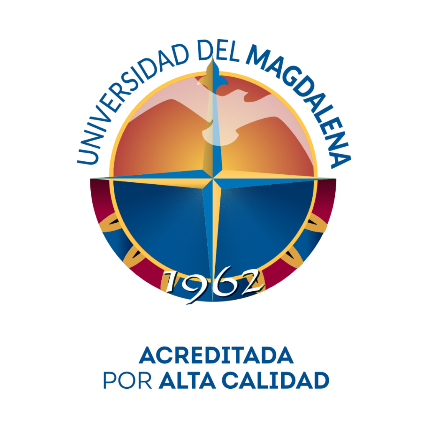 UNIVERSIDAD DEL MAGDALENA
1962
ACREDITADA
POR ALTA CALIDAD